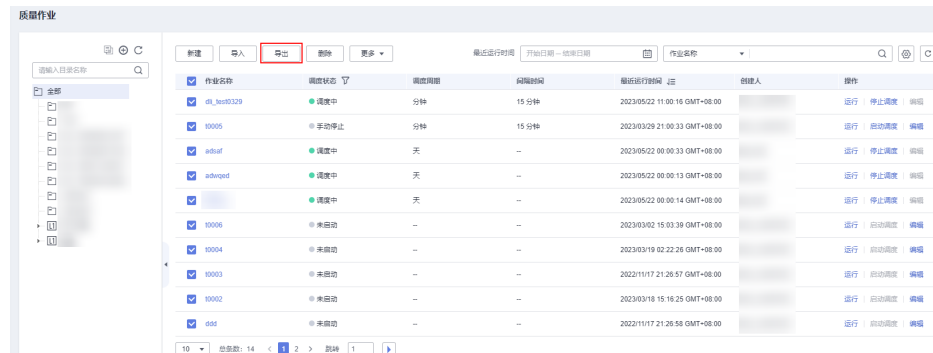 质量作业
请输入目录名称
全部
新建 导入 导出 删除 更多 最近运行时间 开始日期 – 结束日期 作业名称
作业名称 调度状态 调度周期 间隔时间 最近运行时间 创建人 操作
dli_test0329 调度中 分钟 15 分钟 2023/05/22 11:00:16 GMT+08:00 运行 停止调度 编辑
t0005 手动停止 分钟 15 分钟 2023/03/29 21:00:33 GMT+08:00 运行 启动调度 编辑
adsaf 调度中 天 -- 2023/05/22 00:00:33 GMT+08:00 运行 停止调度 编辑
adwqed 调度中 天 -- 2023/05/22 00:00:13 GMT+08:00 运行 停止调度 编辑
调度中 天 -- 2023/05/22 00:00:14 GMT+08:00 运行 停止调度 编辑
t0006 未启动 -- -- 2023/03/02 15:03:39 GMT+08:00 运行 启动调度 编辑
t0004 未启动 -- -- 2023/03/19 02:22:26 GMT+08:00 运行 启动调度 编辑
t0003 未启动 -- -- 2022/11/17 21:26:57 GMT+08:00 运行 启动调度 编辑
t0002 未启动 -- -- 2023/03/18 15:16:25 GMT+08:00 运行 启动调度 编辑
ddd 未启动 -- -- 2022/11/17 21:26:58 GMT+08:00 运行 启动调度 编辑
10 总条数: 14 < 1 2 > 跳转 1